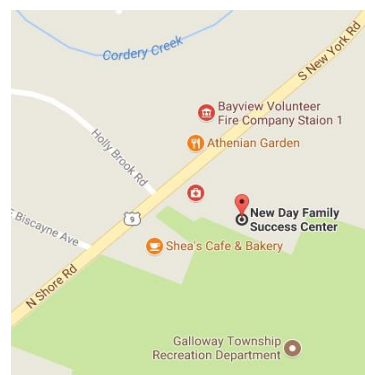 Cordery Creek
S New York Rd
Bayview Volunteer
Fire Company Staion 1
Athenian Garden
Holly Brook Rd
New Day Family
Success Center
9
E Biscayne Ave
Shea's Cafe & Bakery
N Shore Rd
Galloway Township
Recreation Department